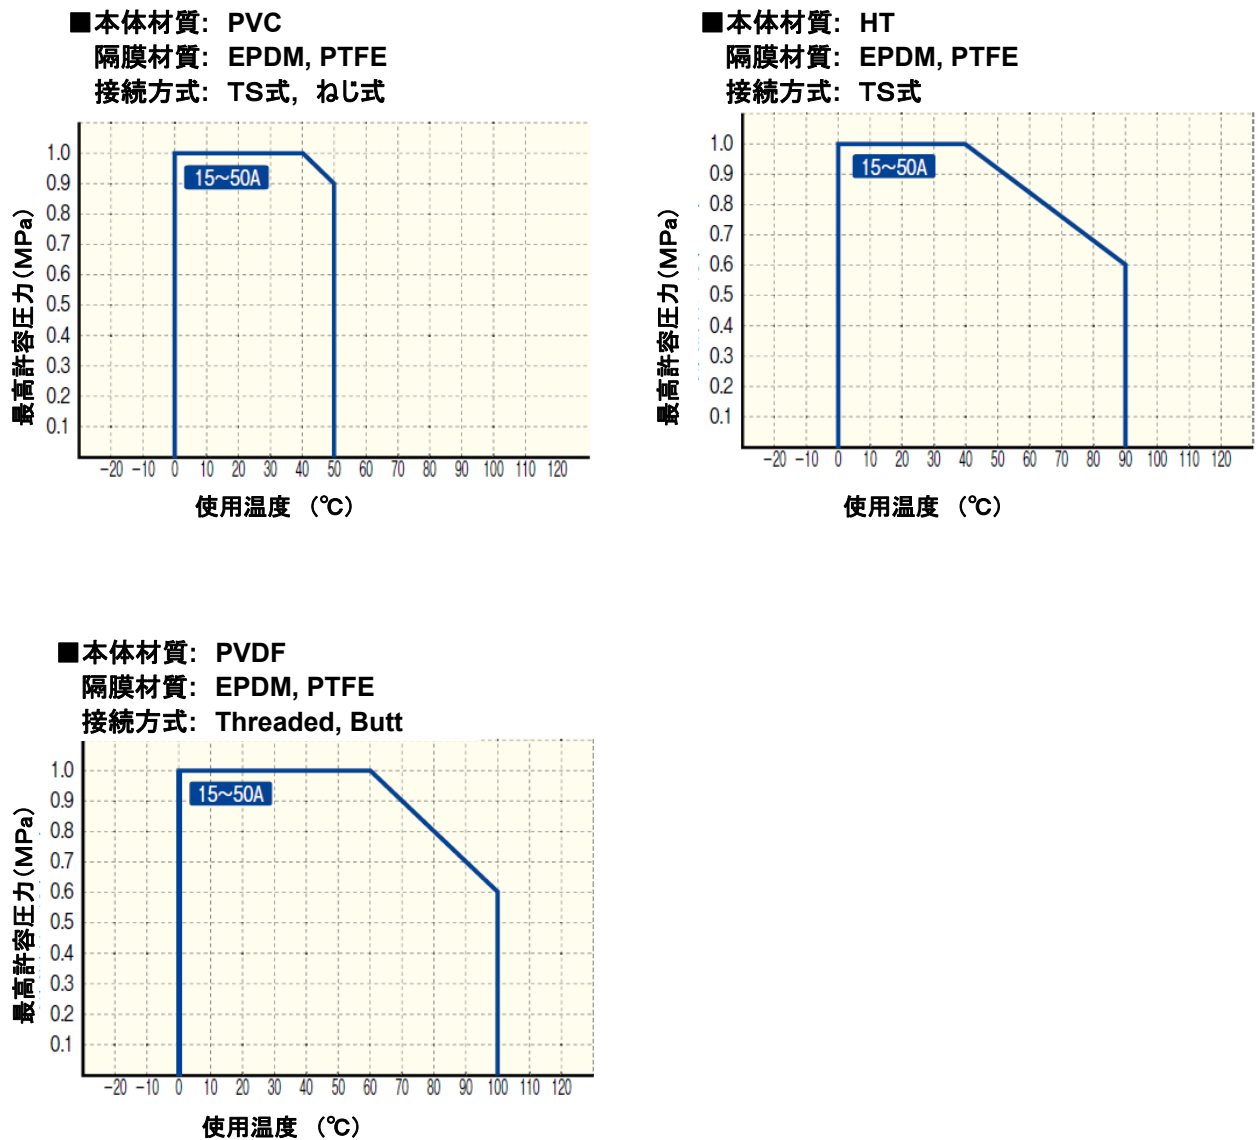 ■本体材質: PVC
隔膜材質: EPDM, PTFE
接続方式: TS式, ねじ式
最高許容圧力(MPa)
1.0
0.9
0.8
0.7
0.6
0.5
0.4
0.3
0.2
0.1
15〜50A
-20 -10 0 10 20 30 40 50 60 70 80 90 100 110 120
使用温度 (℃)
■本体材質: HT
隔膜材質: EPDM, PTFE
接続方式: TS式
最高許容圧力(MPa)
1.0
0.9
0.8
0.7
0.6
0.5
0.4
0.3
0.2
0.1
15〜50A
-20 -10 0 10 20 30 40 50 60 70 80 90 100 110 120
使用温度 (℃)
■本体材質: PVDF
隔膜材質: EPDM, PTFE
接続方式: Threaded, Butt
最高許容圧力(MPa)
1.0
0.9
0.8
0.7
0.6
0.5
0.4
0.3
0.2
0.1
15〜50A
-20 -10 0 10 20 30 40 50 60 70 80 90 100 110 120
使用温度 (℃)